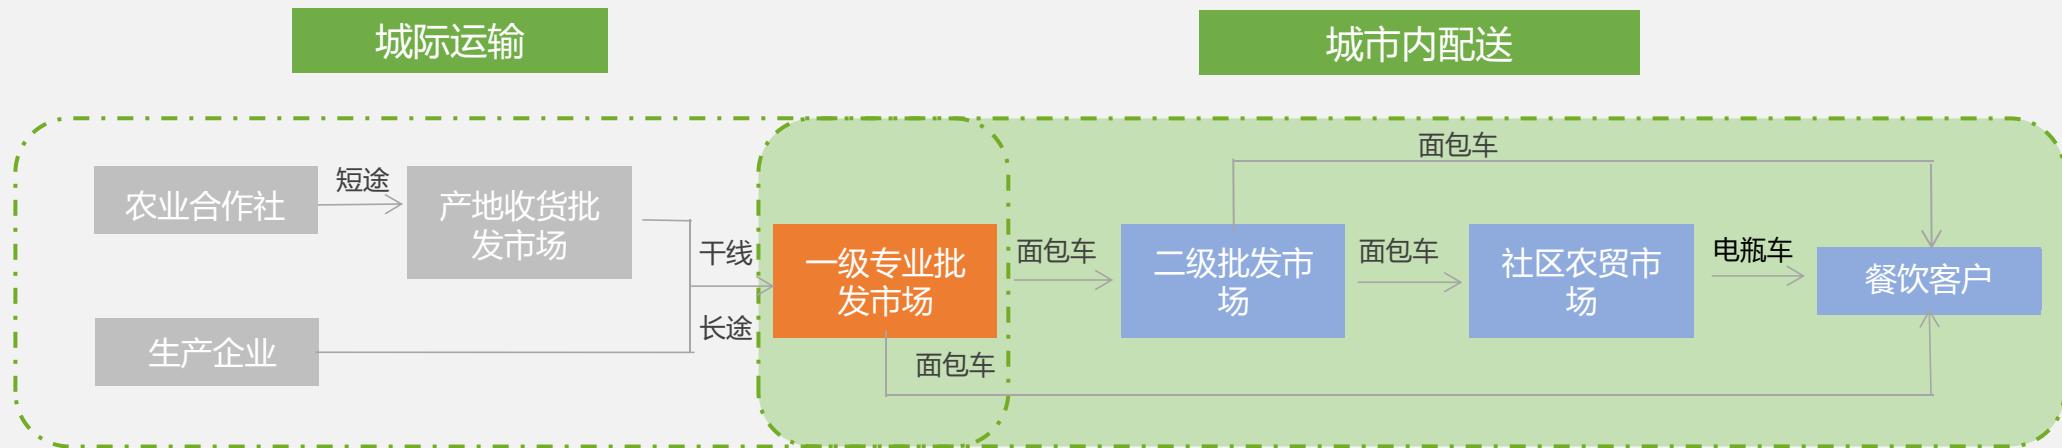 城际运输
城市内配送
面包车
农业合作社
短途
产地收货批
发市场
干线
长途
生产企业
一级专业批
发市场
面包车
二级批发市
场
面包车
社区农贸市
场
电瓶车
餐饮客户
面包车